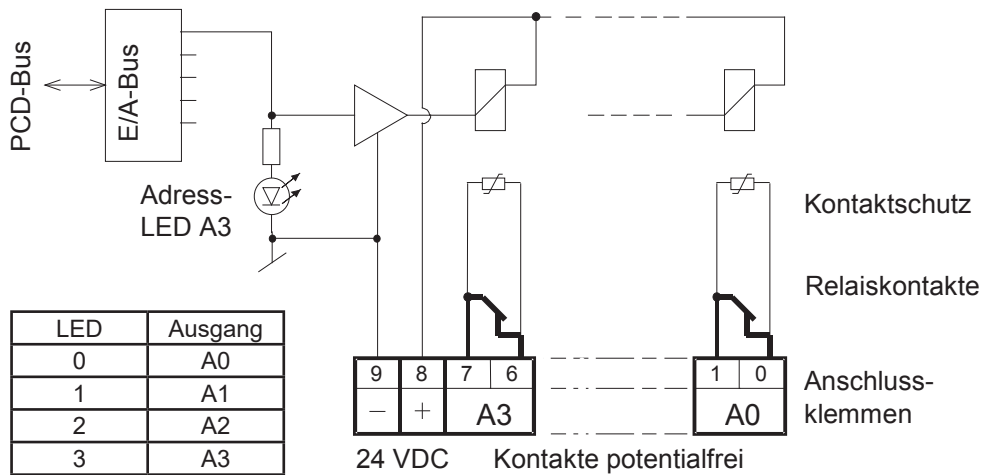 PCD-Bus
E/A-Bus
Adress-
LED A3
Kontaktschutz
Relaiskontakte
LED Ausgang
0 A0
1 A1
2 A2
3 A3
9 8 7 6
− + A3
1 0
A0
Anschluss-
klemmen
24 VDC Kontakte potentialfrei